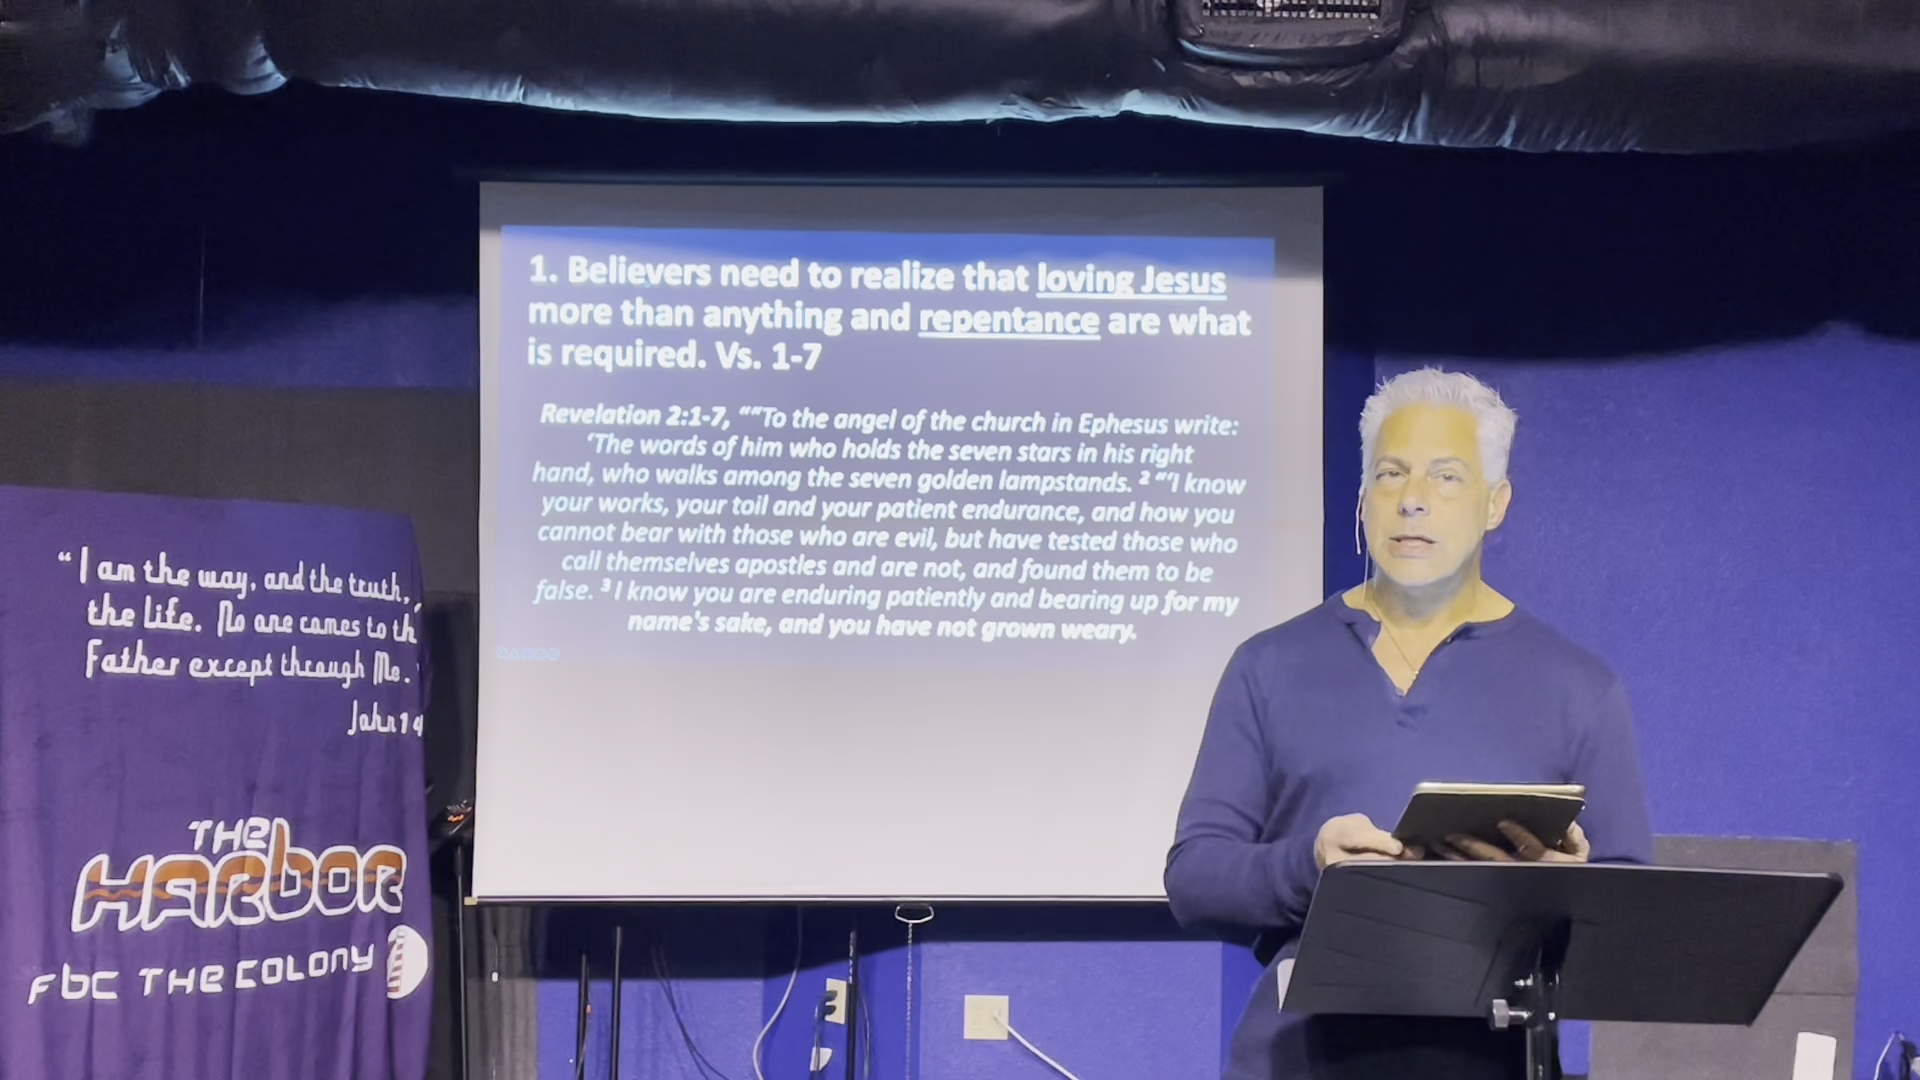 1. Believers need to realize that loving Jesus
more than anything and repentance are what
is required. Vs. 1-7
Revelation 2:1-7, ““To the angel of the church in Ephesus write:
‘The words of him who holds the seven stars in his right
hand, who walks among the seven golden lampstands. ² “‘I know
your works, your toil and your patient endurance, and how you
cannot bear with those who are evil, but have tested those who
call themselves apostles and are not, and found them to be
false. ³ I know you are enduring patiently and bearing up for my
name's sake, and you have not grown weary.
“I am the way, and the truth,
the life. No one comes to th
Father except through Me.
John 14
THE
HARBOR
FBC THE COLONY